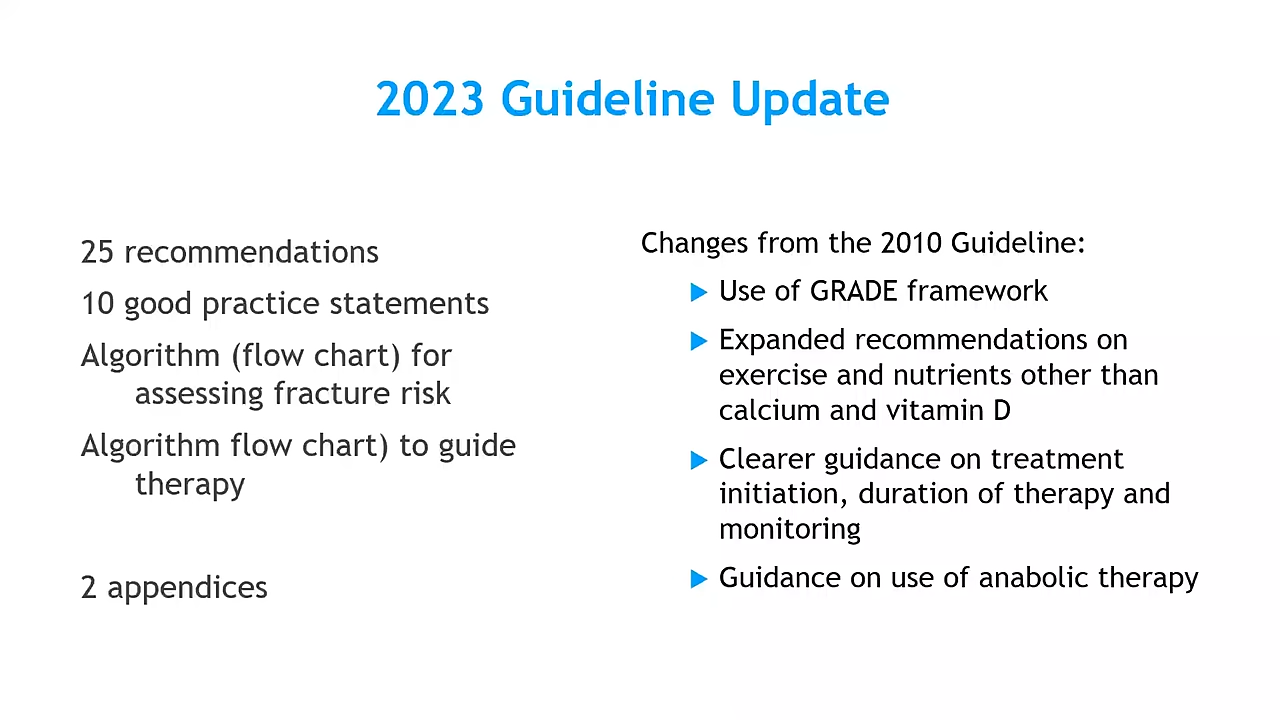 2023 Guideline Update
25 recommendations
10 good practice statements
Algorithm (flow chart) for
assessing fracture risk
Algorithm flow chart) to guide
therapy
2 appendices
Changes from the 2010 Guideline:
Use of GRADE framework
Expanded recommendations on
exercise and nutrients other than
calcium and vitamin D
Clearer guidance on treatment
initiation, duration of therapy and
monitoring
Guidance on use of anabolic therapy